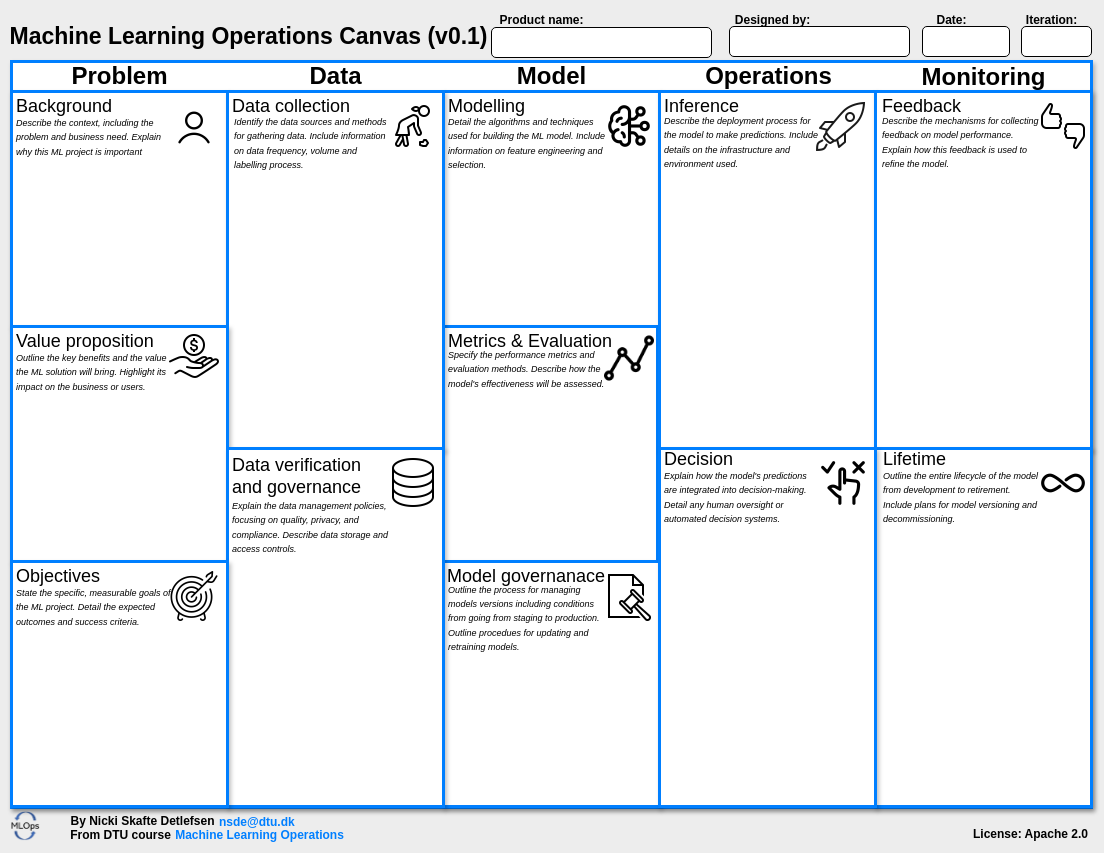 Machine Learning Operations Canvas (v0.1)
Product name:
Designed by:
Date:
Iteration:
Problem
Data
Model
Operations
Monitoring
Background
Describe the context, including the
problem and business need. Explain
why this ML project is important
Value proposition
$
Outline the key benefits and the value
the ML solution will bring. Highlight its
impact on the business or users.
Objectives
State the specific, measurable goals of
the ML project. Detail the expected
outcomes and success criteria.
Data collection
Identify the data sources and methods
for gathering data. Include information
on data frequency, volume and
labelling process.
Data verification
and governance
Explain the data management policies,
focusing on quality, privacy, and
compliance. Describe data storage and
access controls.
Modelling
Detail the algorithms and techniques
used for building the ML model. Include
information on feature engineering and
selection.
Metrics & Evaluation
Specify the performance metrics and
evaluation methods. Describe how the
model's effectiveness will be assessed.
Model governanace
Outline the process for managing
models versions including conditions
from going from staging to production.
Outline procedues for updating and
retraining models.
Inference
Describe the deployment process for
the model to make predictions. Include
details on the infrastructure and
environment used.
Decision
Explain how the model's predictions
are integrated into decision-making.
Detail any human oversight or
automated decision systems.
Feedback
Describe the mechanisms for collecting
feedback on model performance.
Explain how this feedback is used to
refine the model.
Lifetime
Outline the entire lifecycle of the model
from development to retirement.
Include plans for model versioning and
decommissioning.
MLOps
By Nicki Skafte Detlefsen nsde@dtu.dk
From DTU course Machine Learning Operations
License: Apache 2.0